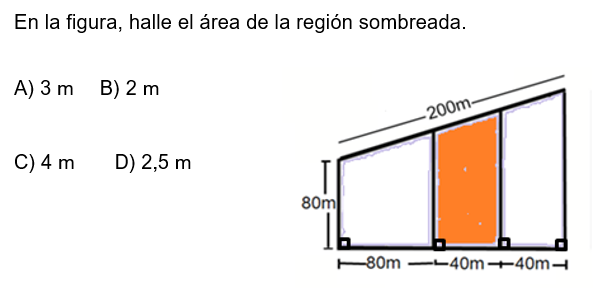 En la figura, halle el área de la región sombreada.
A) 3 m B) 2 m
C) 4 m D) 2,5 m
200m
80m
80m 40m 40m